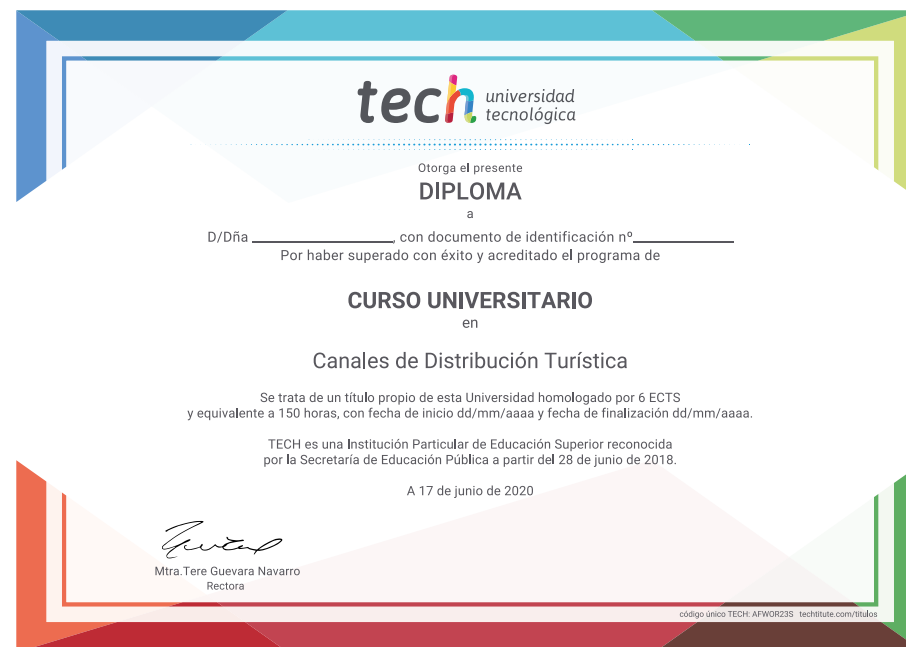 tech universidad
tecnológica
Otorga el presente
DIPLOMA
a
D/Dña ____________________, con documento de identificación nº______________
Por haber superado con éxito y acreditado el programa de
CURSO UNIVERSITARIO
en
Canales de Distribución Turística
Se trata de un título propio de esta Universidad homologado por 6 ECTS
y equivalente a 150 horas, con fecha de inicio dd/mm/aaaa y fecha de finalización dd/mm/aaaa.
TECH es una Institución Particular de Educación Superior reconocida
por la Secretaría de Educación Pública a partir del 28 de junio de 2018.
A 17 de junio de 2020
Mtra.Tere Guevara Navarro
Rectora
código único TECH: AFWOR23S techtitute.com/titulos